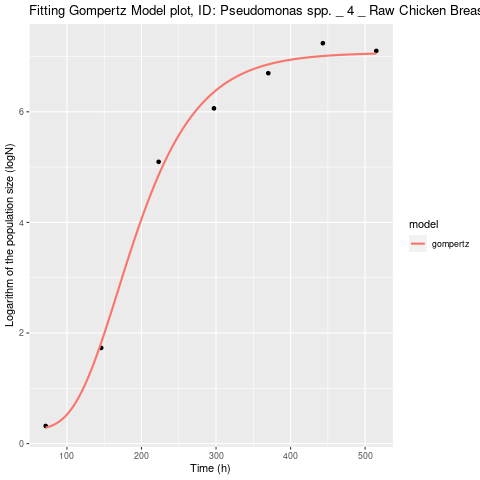 Fitting Gompertz Model plot, ID: Pseudomonas spp. _ 4 _ Raw Chicken Breas
Logarithm of the population size (logN)
6
4
2
0
100 200 300 400 500
Time (h)
model
gompertz